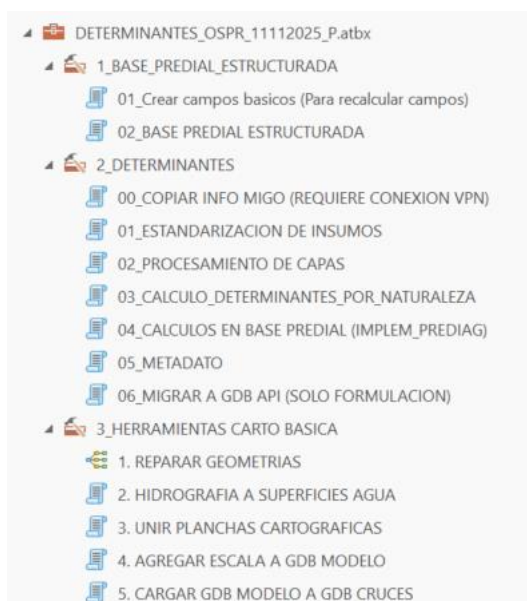 DETERMINANTES_OSPR_11112025_P.atbx
1_BASE_PREDIAL_ESTRUCTURADA
01_Crear campos basicos (Para recalcular campos)
02_BASE PREDIAL ESTRUCTURADA
2_DETERMINANTES
00_COPIAR INFO MIGO (REQUIERE CONEXION VPN)
01_ESTANDARIZACION DE INSUMOS
02_PROCESAMIENTO DE CAPAS
03_CALCULO_DETERMINANTES_POR_NATURALEZA
04_CALCULOS EN BASE PREDIAL (IMPLEM_PREDIAG)
05_METADATO
06_MIGRAR A GDB API (SOLO FORMULACION)
3_HERRAMIENTAS CARTO BASICA
1. REPARAR GEOMETRIAS
2. HIDROGRAFIA A SUPERFICIES AGUA
3. UNIR PLANCHAS CARTOGRAFICAS
4. AGREGAR ESCALA A GDB MODELO
5. CARGAR GDB MODELO A GDB CRUCES